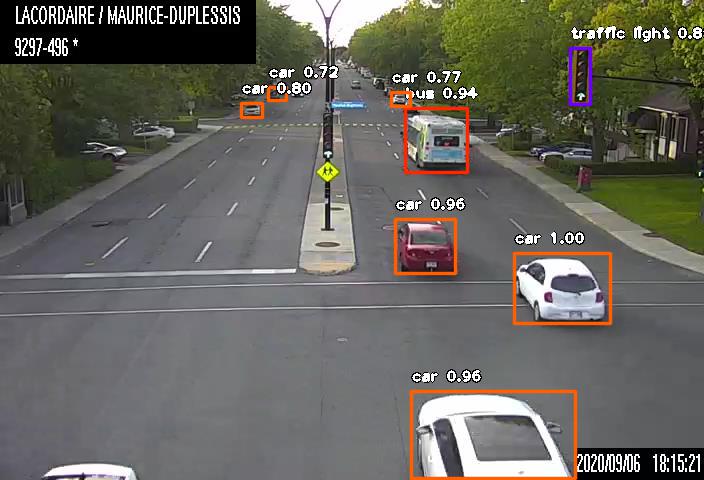 LACORDAIRE / MAURICE-DUPLESSIS
9297-496 *
traffic light 0.8
car 0.72
car 0.77
car 0.80
bus 0.94
car 0.96
car 1.00
car 0.96
2020/09/06 18:15:21